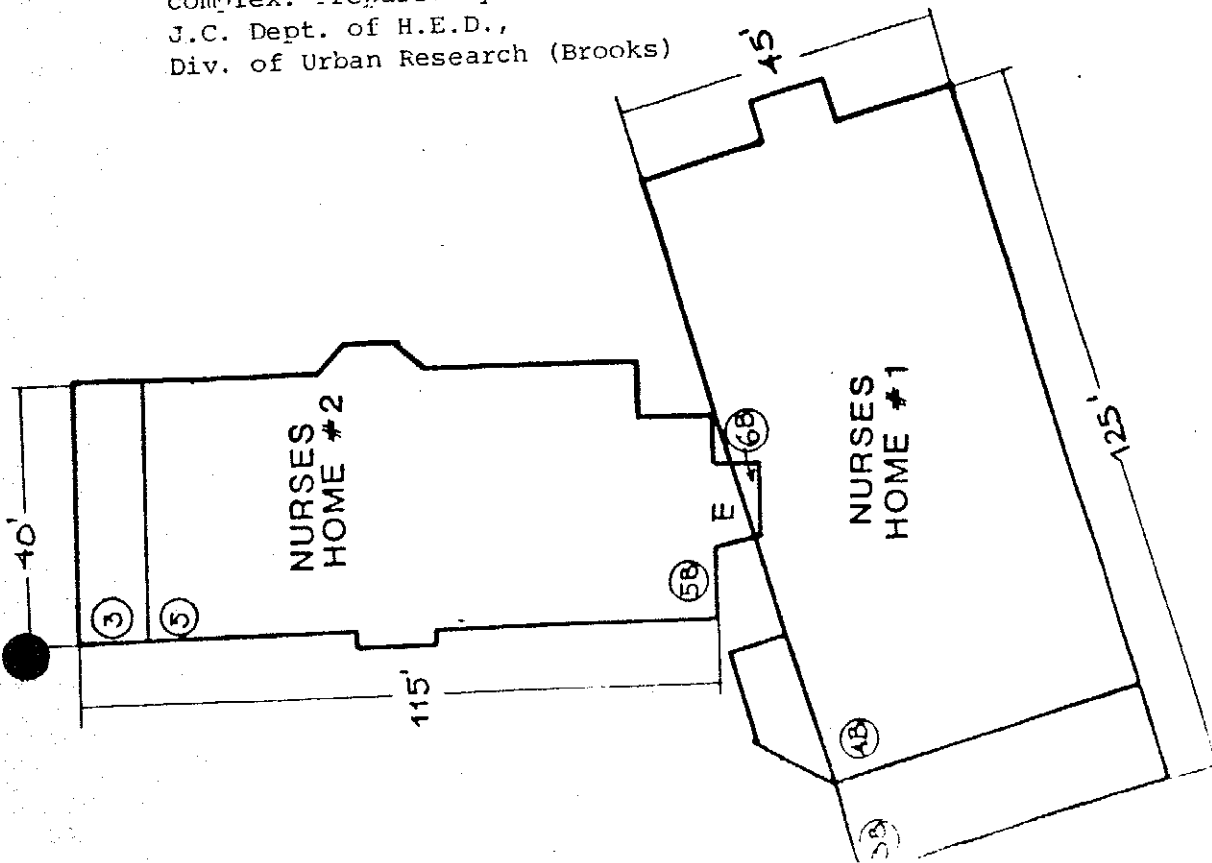 J.C. Dept. of H.E.D.,
Div. of Urban Research (Brooks)
45'
40'
NURSES
HOME #2
3
5
5B
E
6B
115'
NURSES
HOME #1
4B
125'